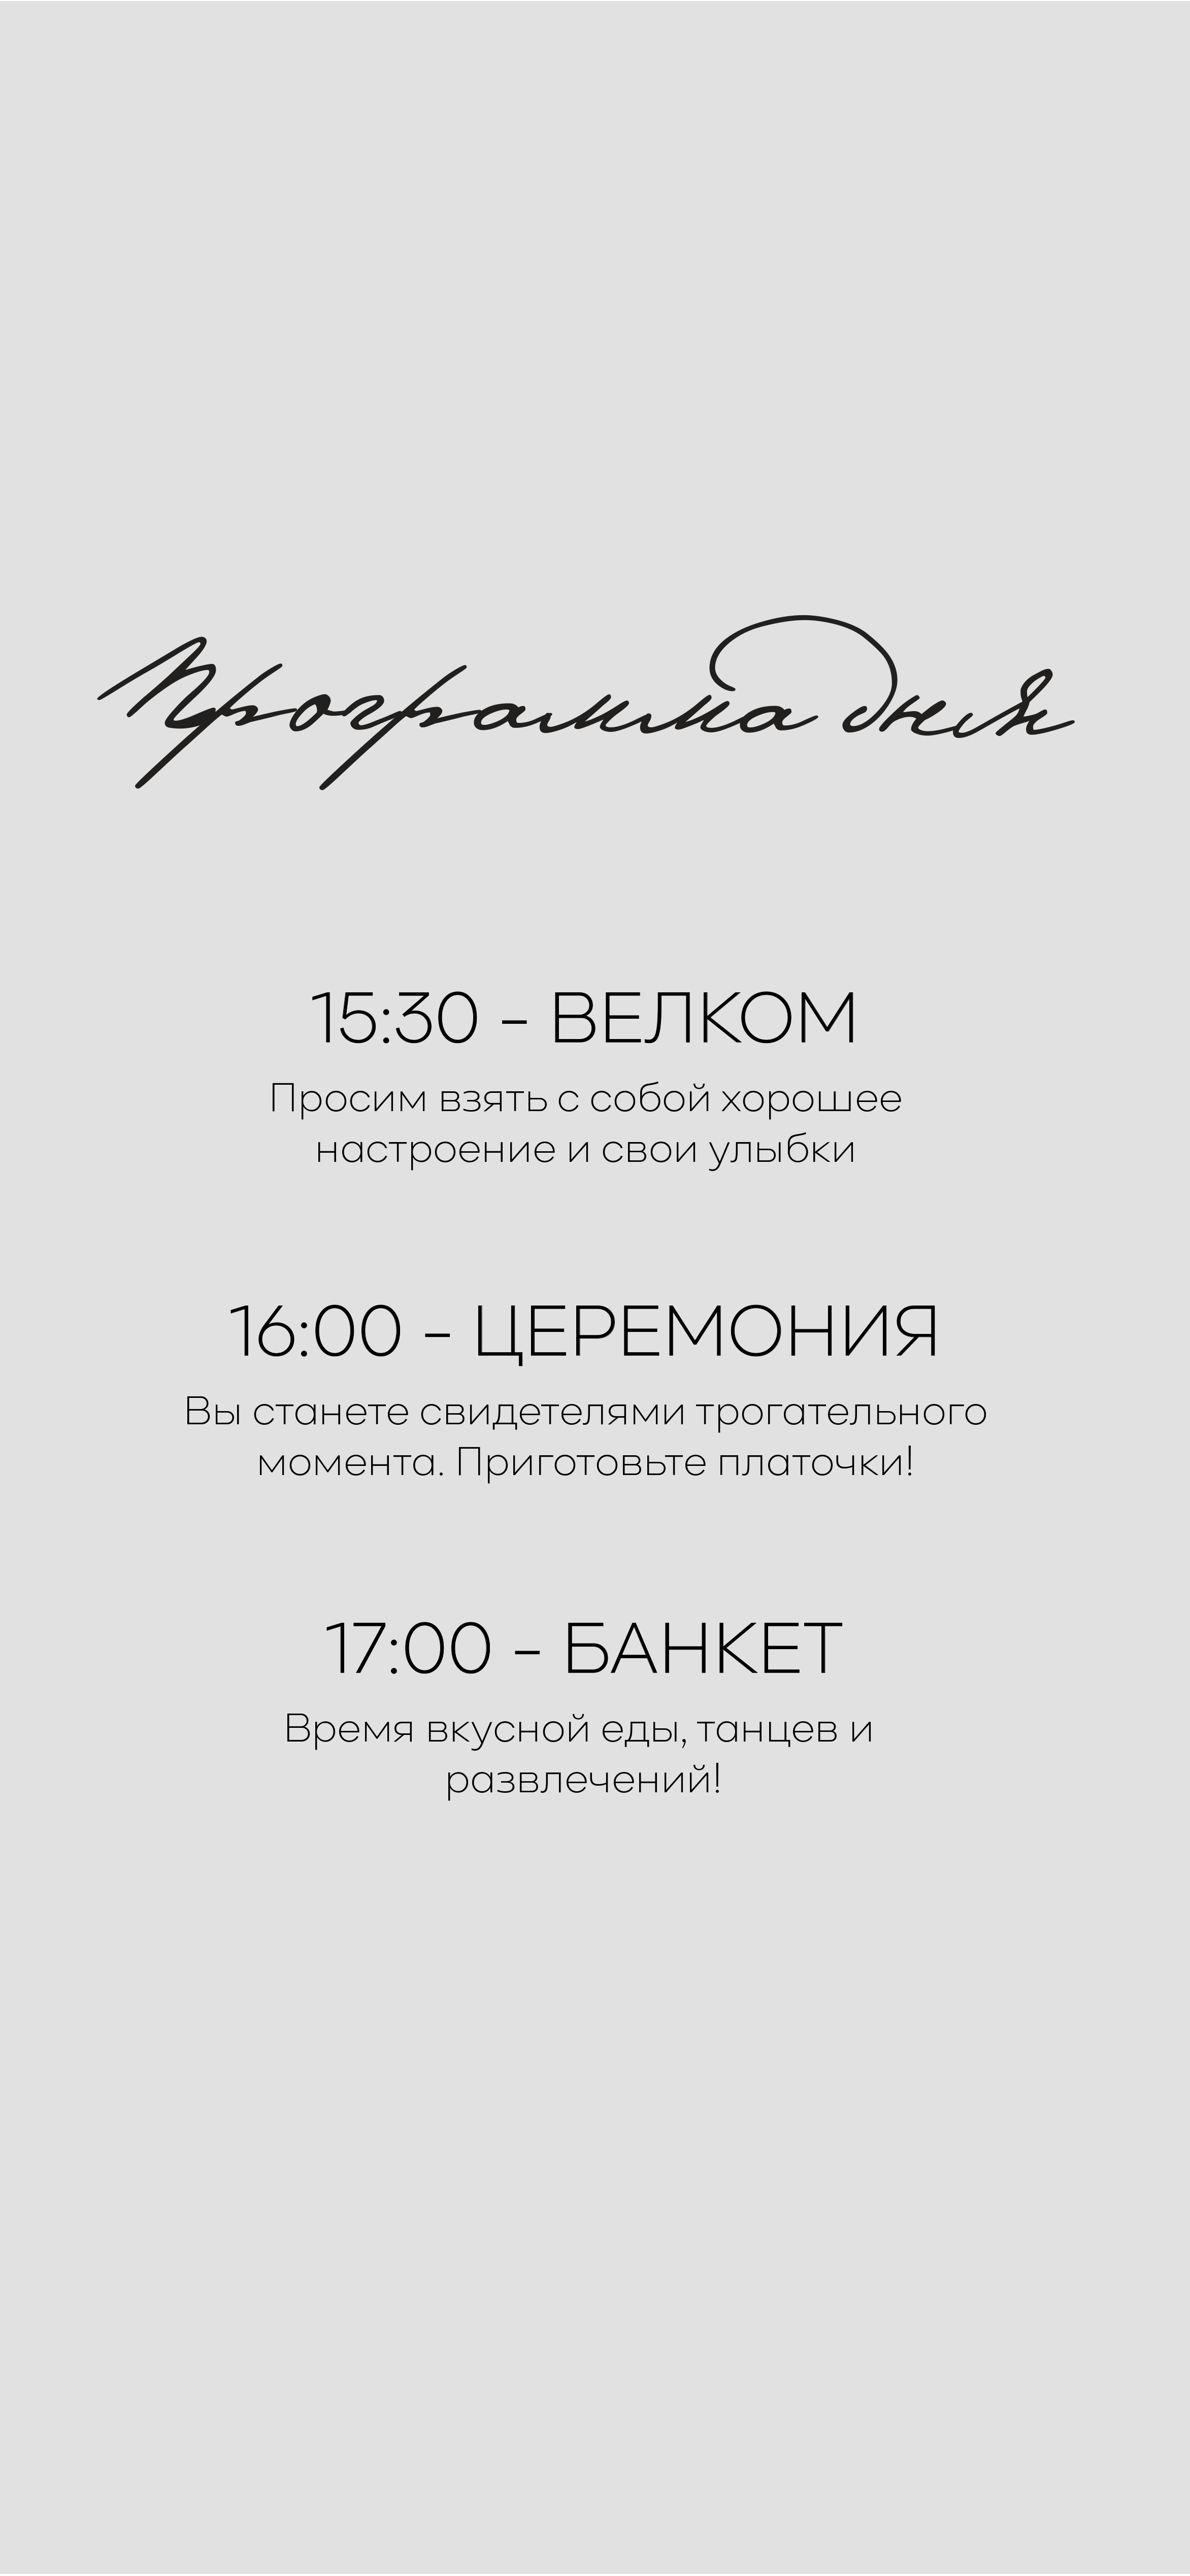 Программа дня
15:30 - ВЕЛКОМ
Просим взять с собой хорошее
настроение и свои улыбки
16:00 - ЦЕРЕМОНИЯ
Вы станете свидетелями трогательного
момента. Приготовьте платочки!
17:00 - БАНКЕТ
Время вкусной еды, танцев и
развлечений!